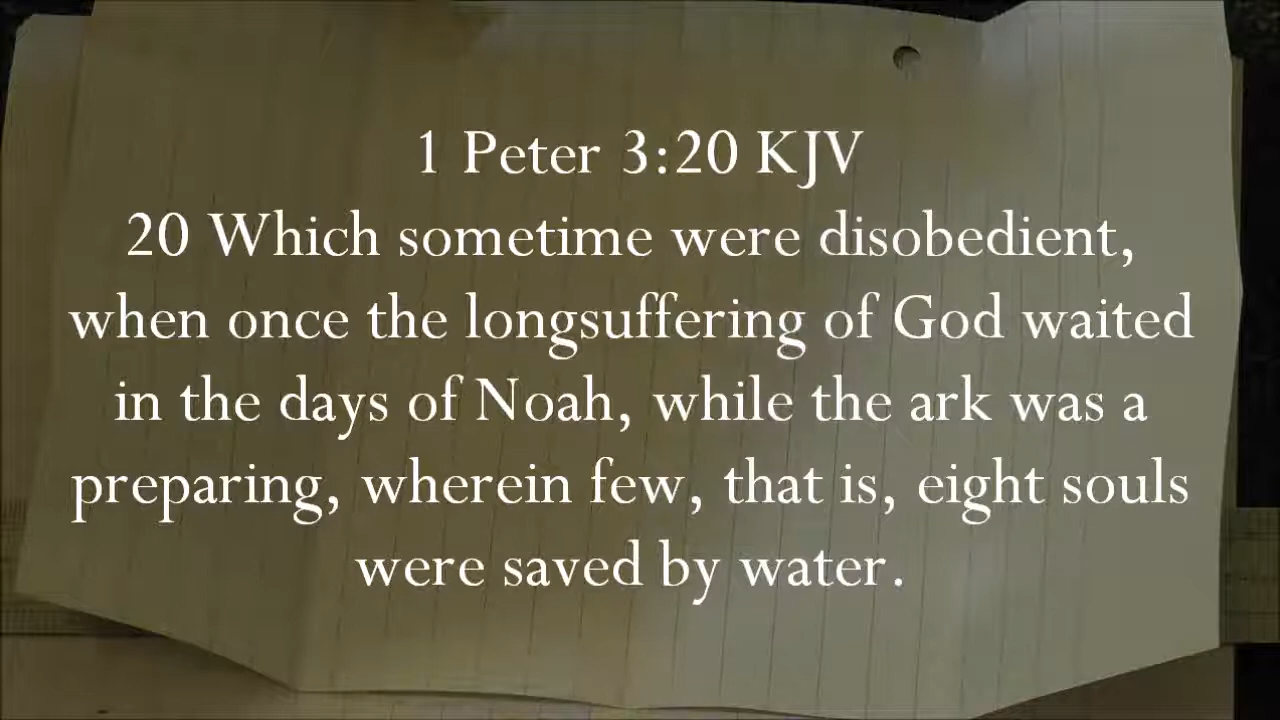 1 Peter 3:20 KJV
20 Which sometime were disobedient,
when once the longsuffering of God waited
in the days of Noah, while the ark was a
preparing, wherein few, that is, eight souls
were saved by water.